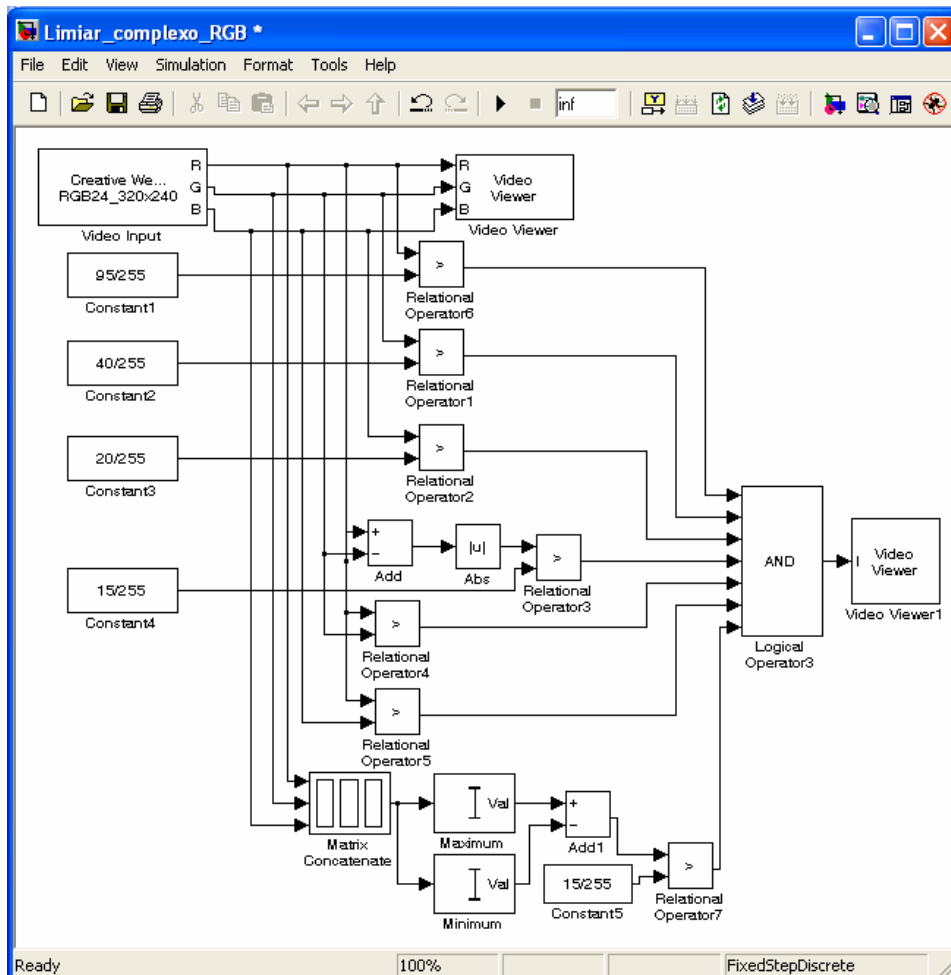 Limiar_complexo_RGB *
File Edit View Simulation Format Tools Help
inf
Creative We...
RGB24_320x240
R
G
B
Video Input
R
G
B
Video
Viewer
Video Viewer
95/255
Constant1
>
Relational
Operator6
40/255
Constant2
>
Relational
Operator1
20/255
Constant3
>
Relational
Operator2
+
−
Add
|u|
Abs
>
Relational
Operator3
AND
Logical
Operator3
I
Video
Viewer
Video Viewer1
15/255
Constant4
>
Relational
Operator4
>
Relational
Operator5
Matrix
Concatenate
Val
Maximum
Val
Minimum
+
−
Add1
15/255
Constant5
>
Relational
Operator7
Ready 100% FixedStepDiscrete